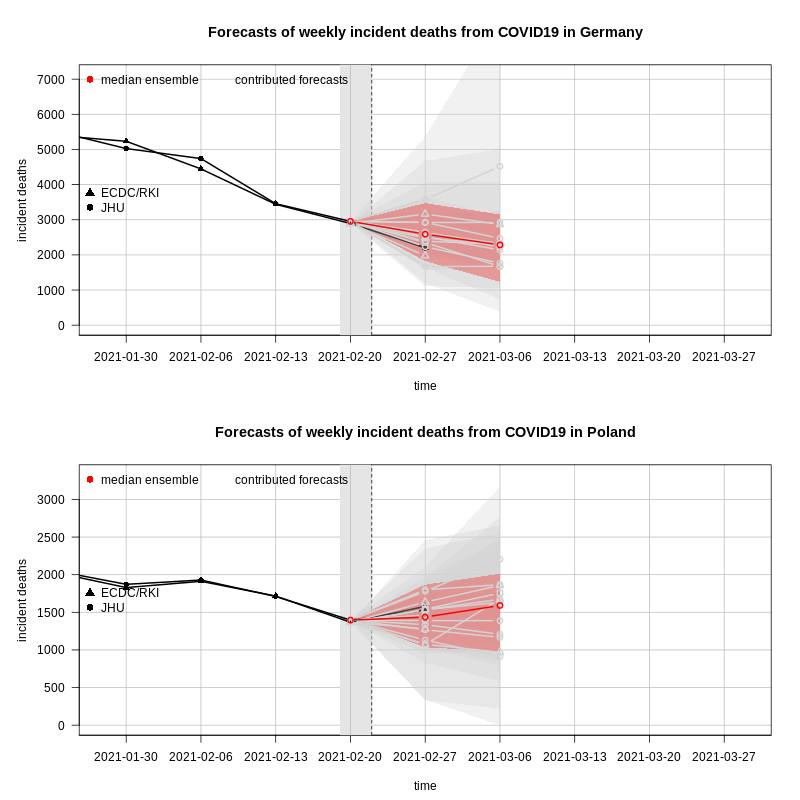 Forecasts of weekly incident deaths from COVID19 in Germany
7000
6000
5000
4000
3000
2000
1000
0
incident deaths
median ensemble contributed forecasts
ECDC/RKI
JHU
2021-01-30 2021-02-06 2021-02-13 2021-02-20 2021-02-27 2021-03-06 2021-03-13 2021-03-20 2021-03-27
time
Forecasts of weekly incident deaths from COVID19 in Poland
3000
2500
2000
1500
1000
500
0
incident deaths
median ensemble contributed forecasts
ECDC/RKI
JHU
2021-01-30 2021-02-06 2021-02-13 2021-02-20 2021-02-27 2021-03-06 2021-03-13 2021-03-20 2021-03-27
time